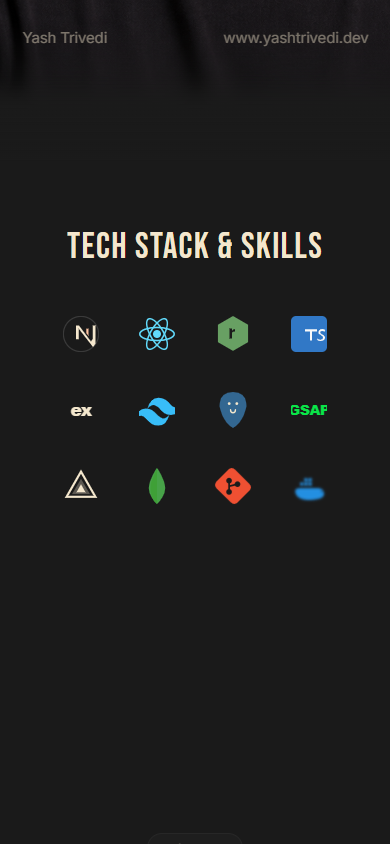 Yash Trivedi
www.yashtrivedi.dev
TECH STACK & SKILLS
N
r
TS
ex
GSAP